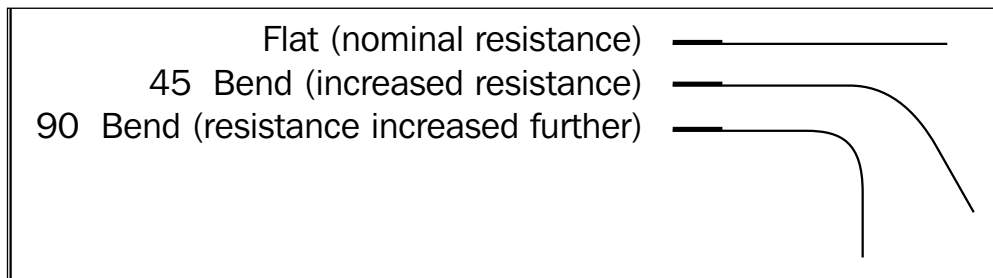 Flat (nominal resistance)
45 Bend (increased resistance)
90 Bend (resistance increased further)